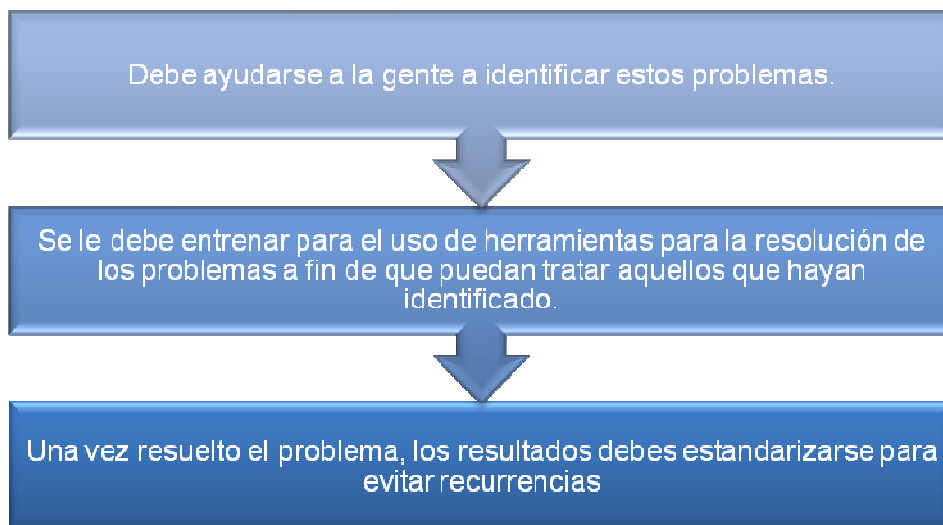 Debe ayudarse a la gente a identificar estos problemas.
Se le debe entrenar para el uso de herramientas para la resolución de
los problemas a fin de que puedan tratar aquellos que hayan
identificado.
Una vez resuelto el problema, los resultados debes estandarizarse para
evitar recurrencias